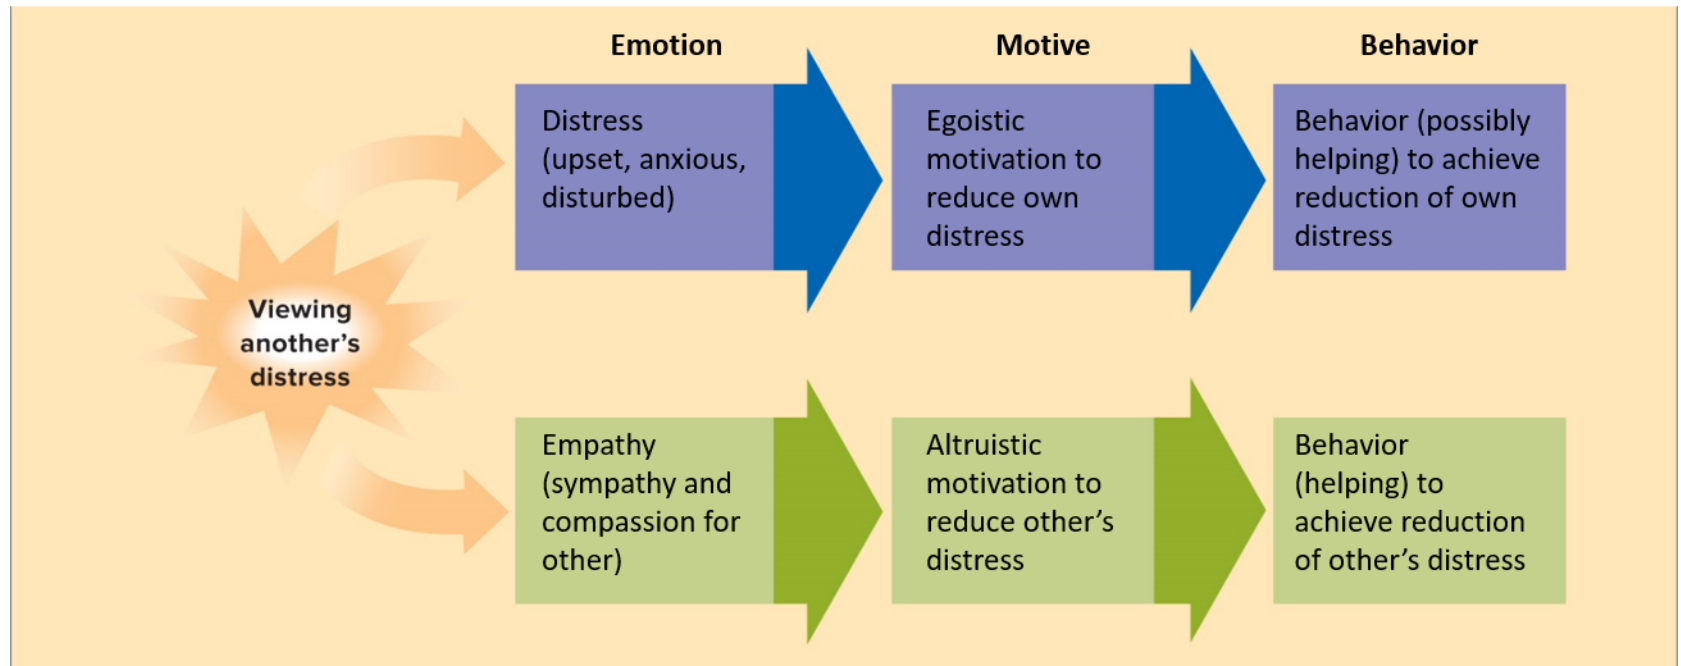 Emotion
Motive
Behavior
Distress
(upset, anxious,
disturbed)
Egoistic
motivation to
reduce own
distress
Behavior (possibly
helping) to achieve
reduction of own
distress
Viewing
another’s
distress
Empathy
(sympathy and
compassion for
other)
Altruistic
motivation to
reduce other’s
distress
Behavior
(helping) to
achieve reduction
of other’s distress